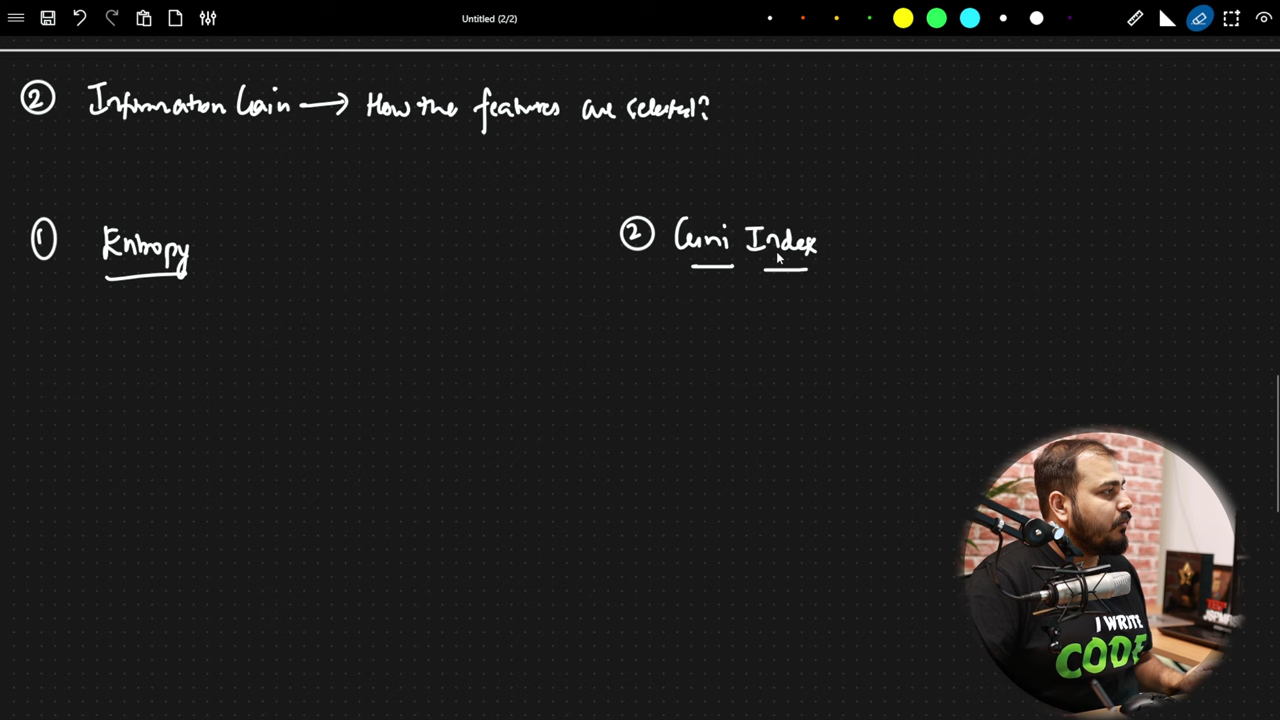 Untitled (2/2)
② Information Gain → How the features are selected?
① Entropy
② Gini Index
I WRITE
CODE